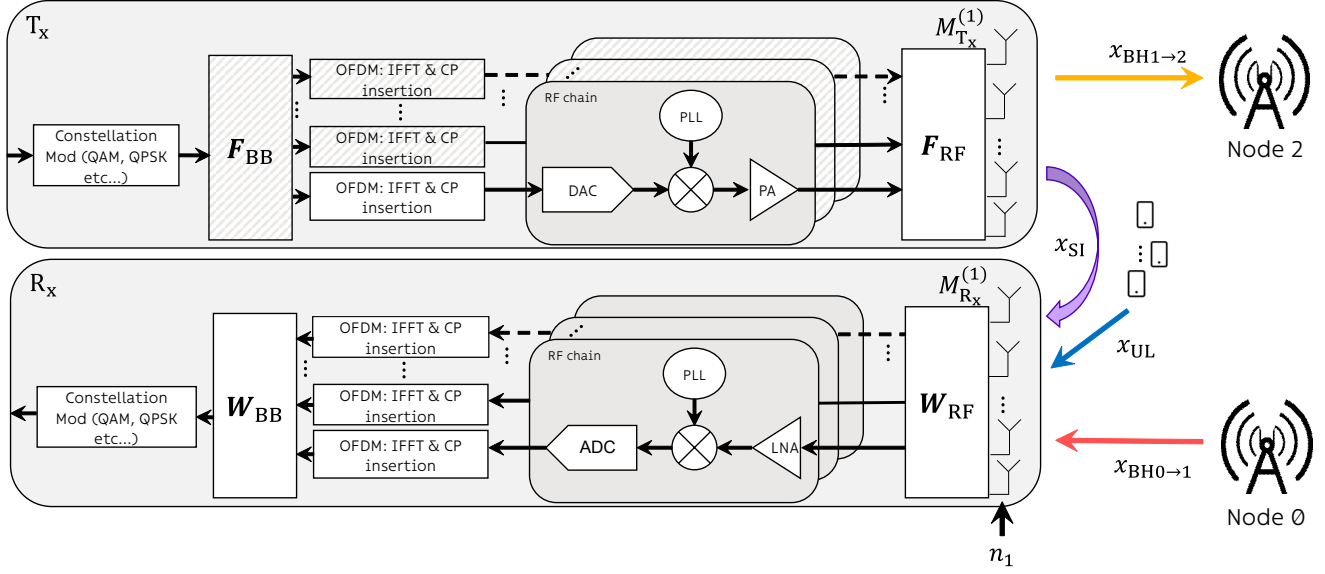 Tx
M_Tx^(1)
OFDM: IFFT & CP
insertion
RF chain
PLL
x_BH1→2
Constellation
Mod (QAM, QPSK
etc...)
F_BB
OFDM: IFFT & CP
insertion
F_RF
Node 2
OFDM: IFFT & CP
insertion
DAC
PA
x_SI
Rx
M_Rx^(1)
OFDM: IFFT & CP
insertion
RF chain
PLL
x_UL
Constellation
Mod (QAM, QPSK
etc...)
W_BB
OFDM: IFFT & CP
insertion
W_RF
OFDM: IFFT & CP
insertion
ADC
LNA
x_BH0→1
Node 0
n_1